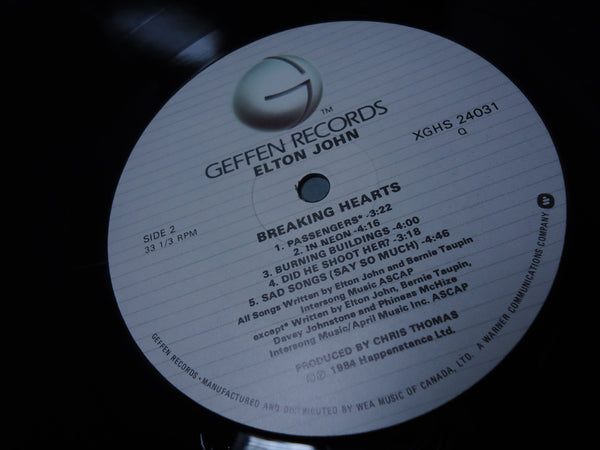 G
TM
GEFFEN RECORDS
ELTON JOHN
XGHS 24031
Q
SIDE 2
33 1/3 RPM
BREAKING HEARTS
1. PASSENGERS* -3:22
2. IN NEON -4:16
3. BURNING BUILDINGS -4:00
4. DID HE SHOOT HER? -3:18
5. SAD SONGS (SAY SO MUCH) -4:46
All Songs Written by Elton John and Bernie Taupin
Intersong Music ASCAP
except* Written by Elton John, Bernie Taupin,
Davey Johnstone and Phineas McHize
Intersong Music/April Music Inc. ASCAP
PRODUCED BY CHRIS THOMAS
©℗ 1984 Happenstance Ltd.
GEFFEN RECORDS • MANUFACTURED AND DISTRIBUTED BY WEA MUSIC OF CANADA, LTD. A WARNER COMMUNICATIONS COMPANY